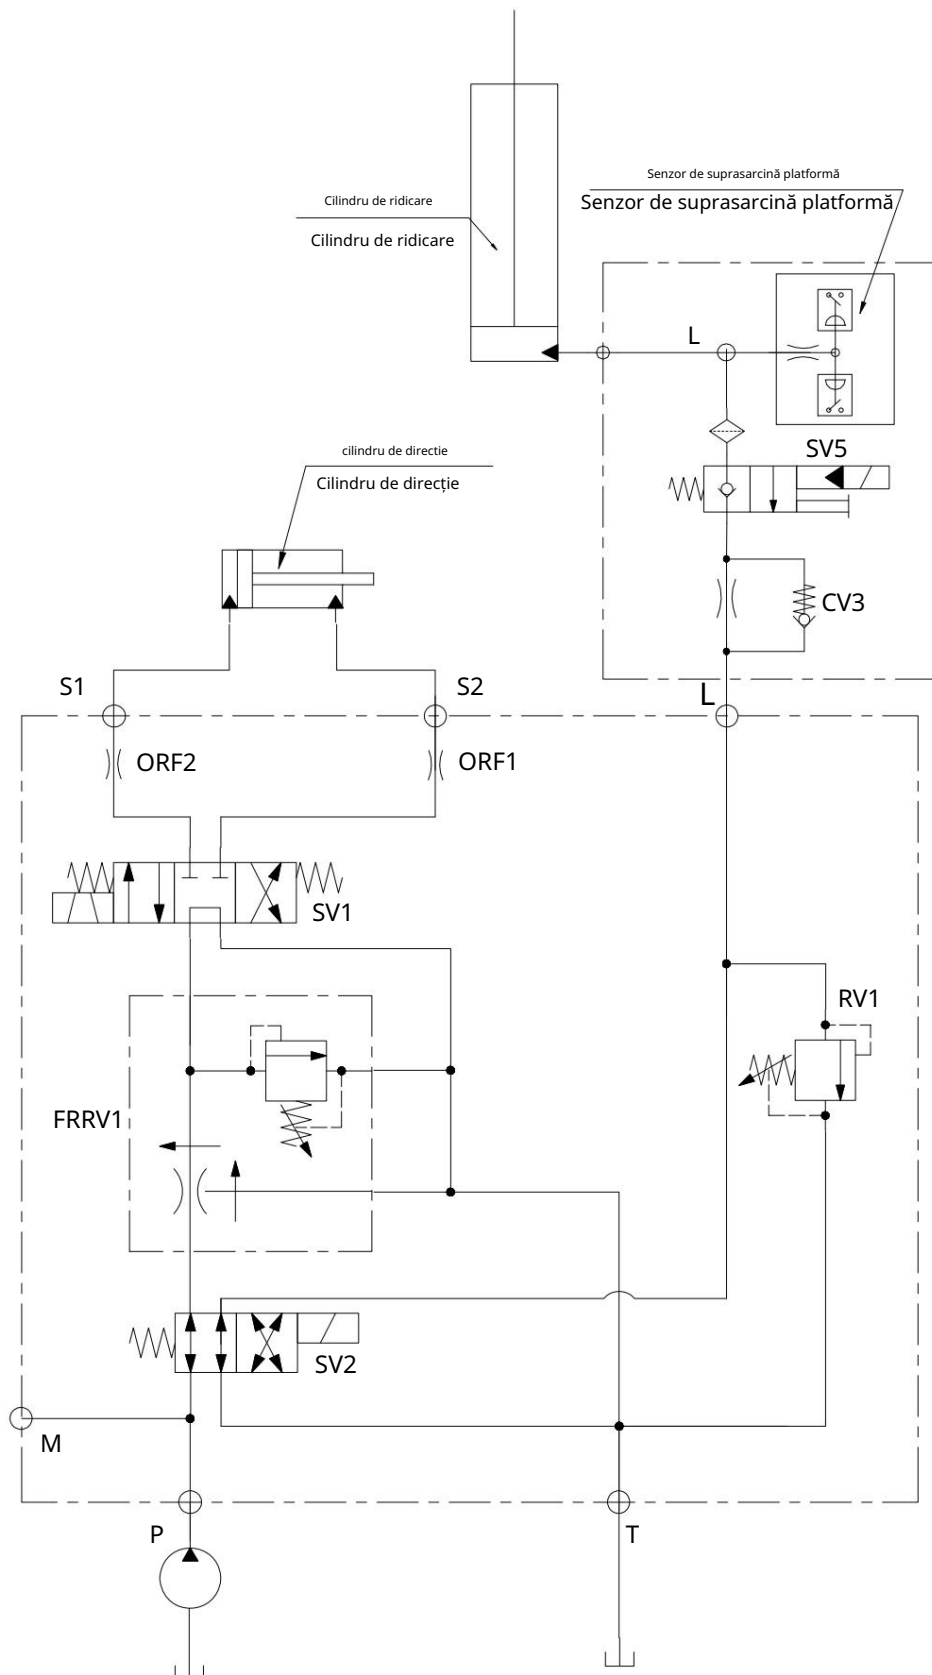 Senzor de suprasarcină platformă
Senzor de suprasarcină platformă
Cilindru de ridicare
Cilindru de ridicare
L
SV5
cilindru de directie
Cilindru de direcție
CV3
S1
S2
L
ORF2
ORF1
SV1
RV1
FRRV1
SV2
M
P
T